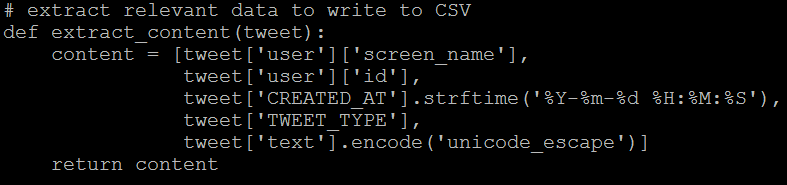 # extract relevant data to write to CSV
def extract_content(tweet):
    content = [tweet['user']['screen_name'],
               tweet['user']['id'],
               tweet['CREATED_AT'].strftime('%Y-%m-%d %H:%M:%S'),
               tweet['TWEET_TYPE'],
               tweet['text'].encode('unicode_escape')]
    return content